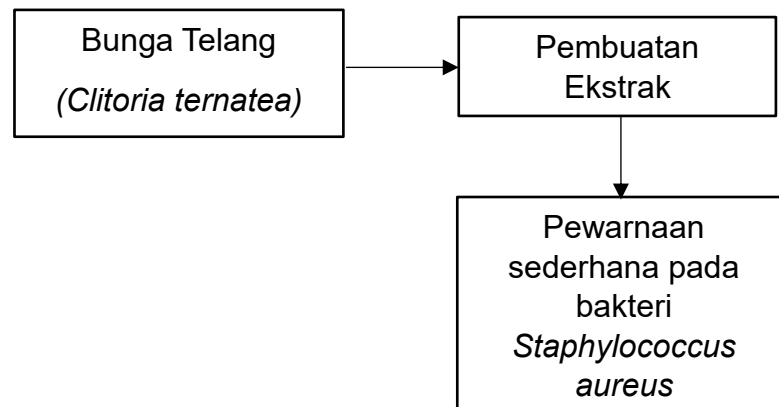 Bunga Telang
(Clitoria ternatea)
Pembuatan
Ekstrak
Pewarnaan
sederhana pada
bakteri
Staphylococcus
aureus